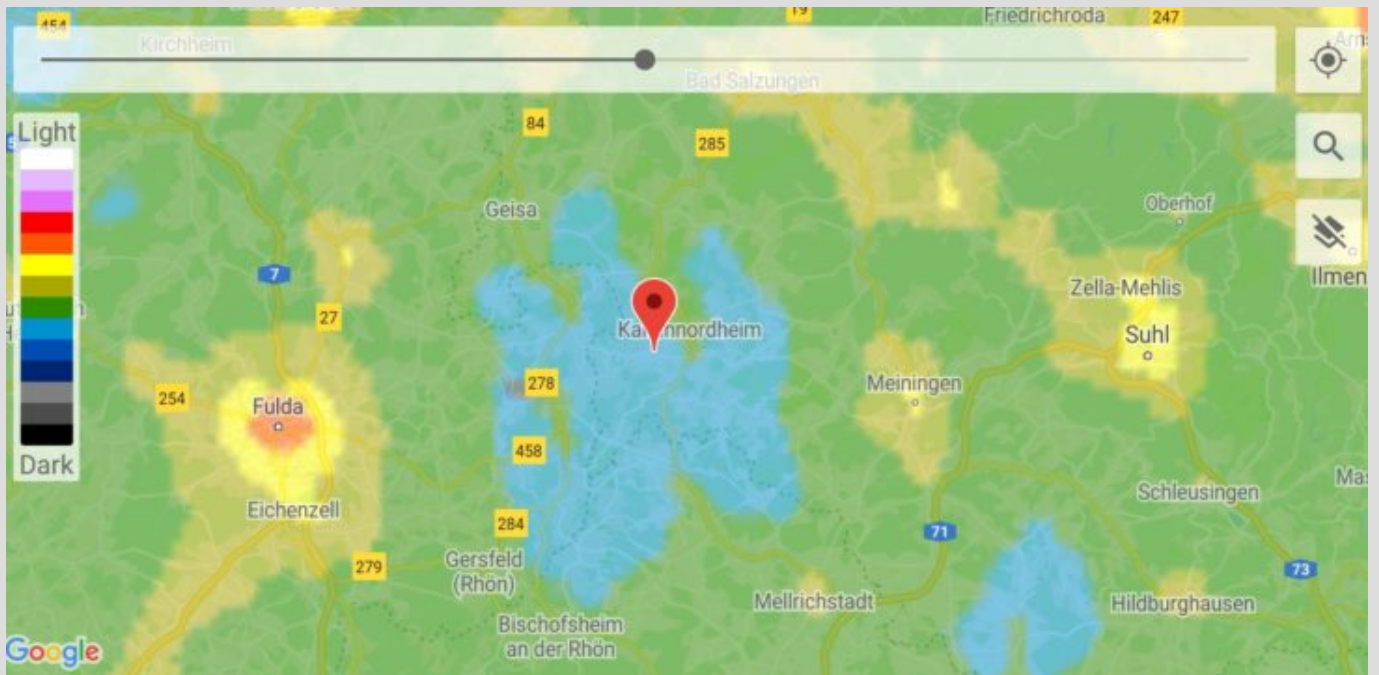 454
19
Friedrichroda
247
Kirchheim
Bad Salzungen
Light
84
285
Geisa
Oberhof
7
27
Zella-Mehlis
Ilmen
Suhl
278
Meiningen
254
Fulda
458
Eichenzell
284
Schleusingen
71
279
Gersfeld
(Rhön)
73
Mellrichstadt
Hildburghausen
Bischofsheim
an der Rhön
Dark
Google